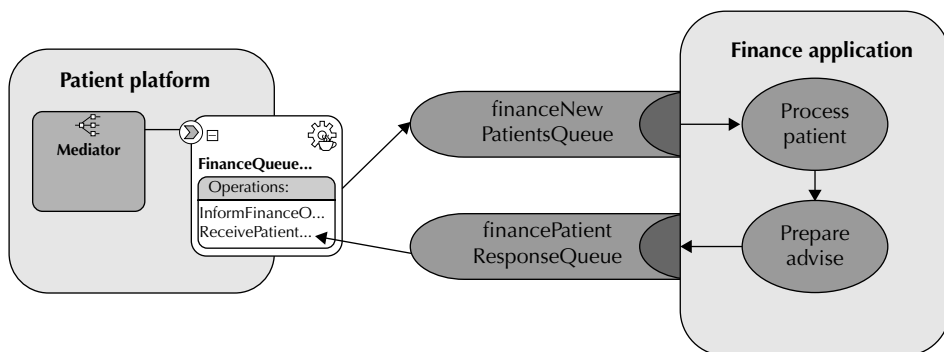 Patient platform
Mediator
FinanceQueue...
Operations:
InformFinanceO...
ReceivePatient...
financeNew
PatientsQueue
financePatient
ResponseQueue
Finance application
Process
patient
Prepare
advise